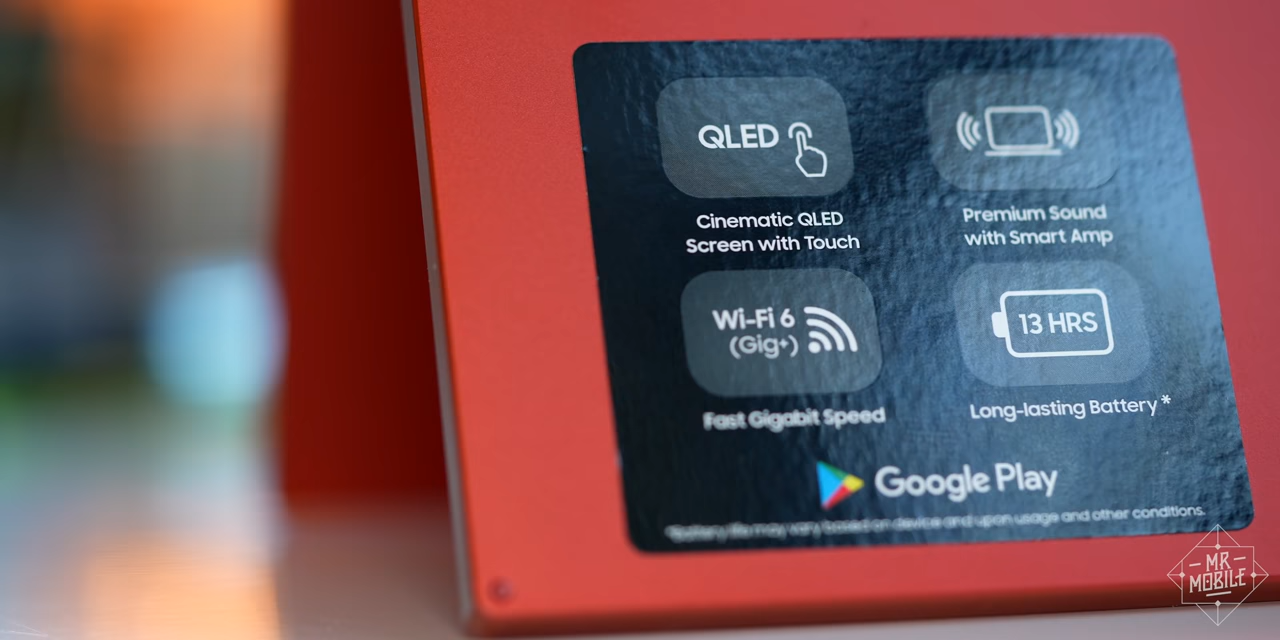 QLED
Cinematic QLED
Screen with Touch
Premium Sound
with Smart Amp
Wi-Fi 6
(Gig+)
Fast Gigabit Speed
13 HRS
Long-lasting Battery *
Google Play
*Battery life may vary based on device and upon usage and other conditions.
MR
MOBILE